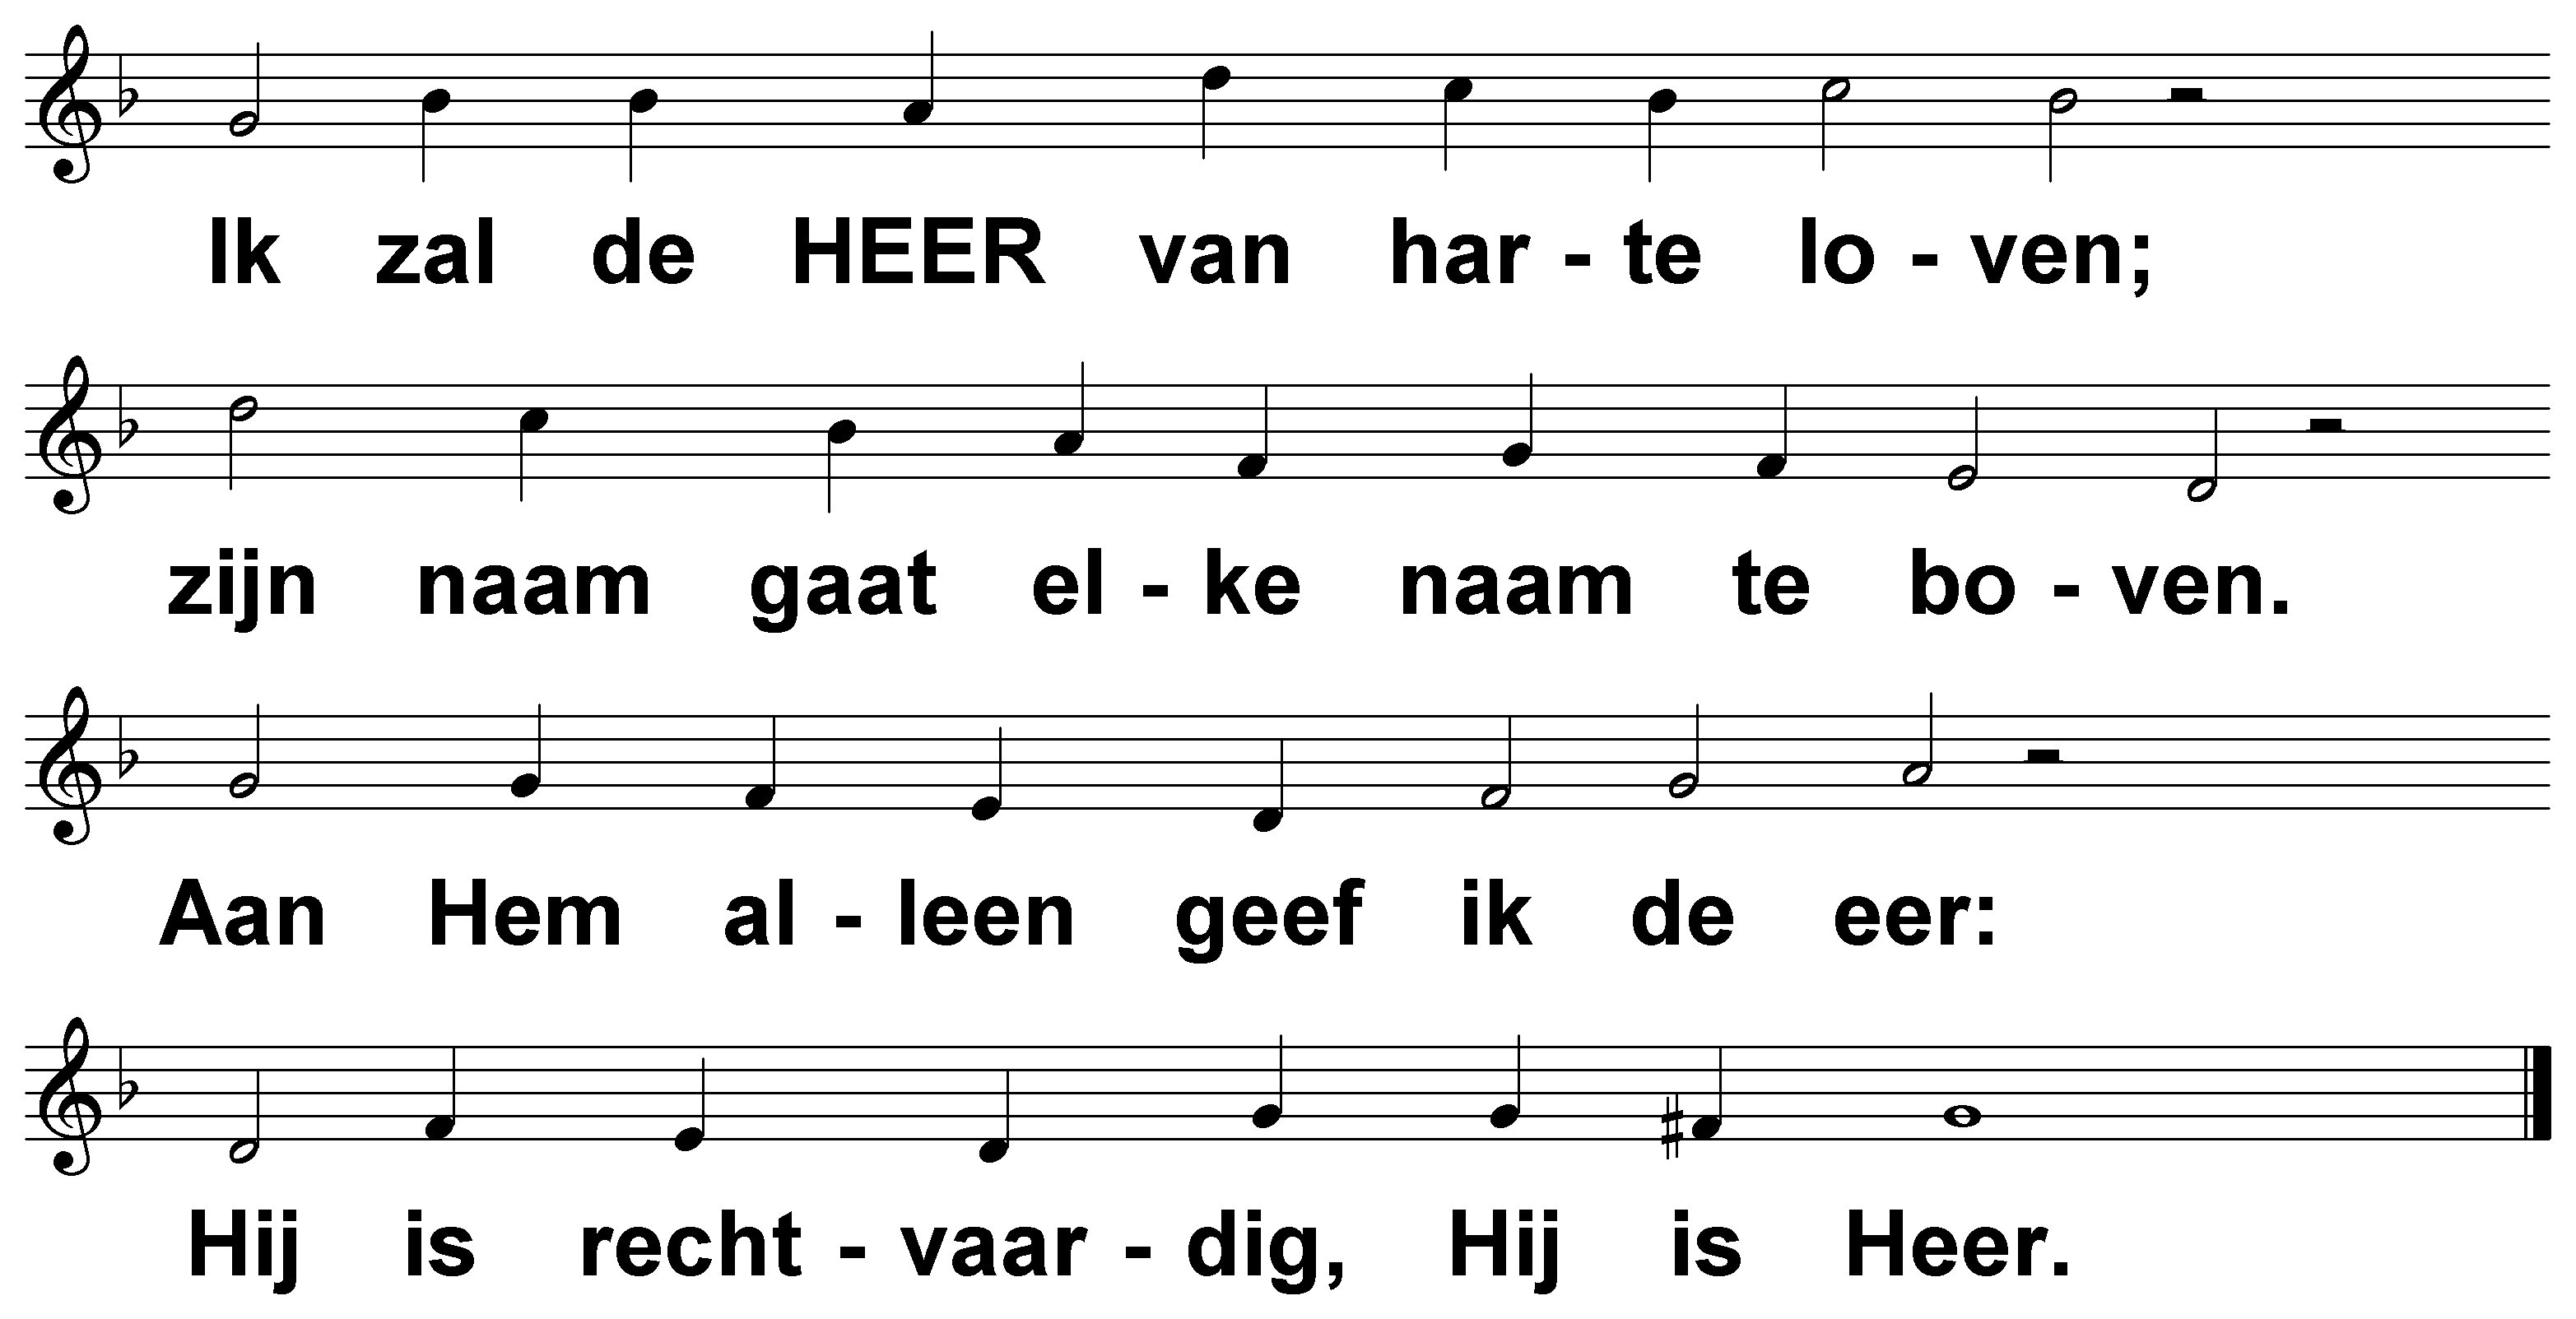 Ik zal de HEER van har - te lo - ven;
zijn naam gaat el - ke naam te bo - ven.
Aan Hem al - leen geef ik de eer:
Hij is recht - vaar - dig, Hij is Heer.